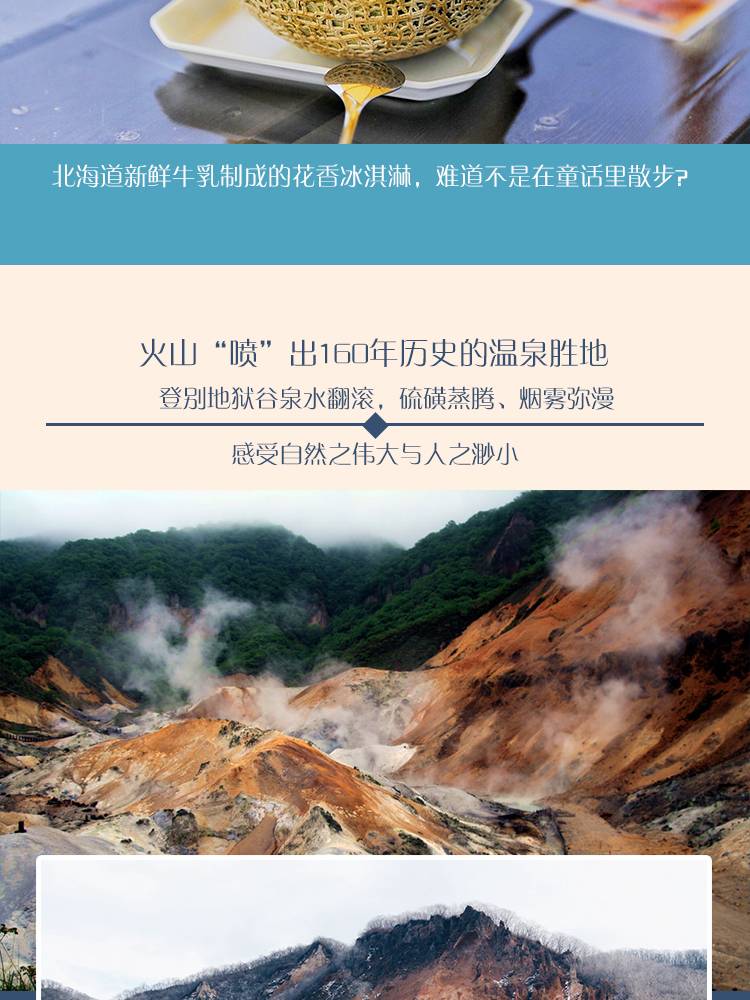 北海道新鲜牛乳制成的花香冰淇淋，难道不是在童话里散步?
火山“喷”出160年历史的温泉胜地
登别地狱谷泉水翻滚，硫磺蒸腾、烟雾弥漫
感受自然之伟大与人之渺小